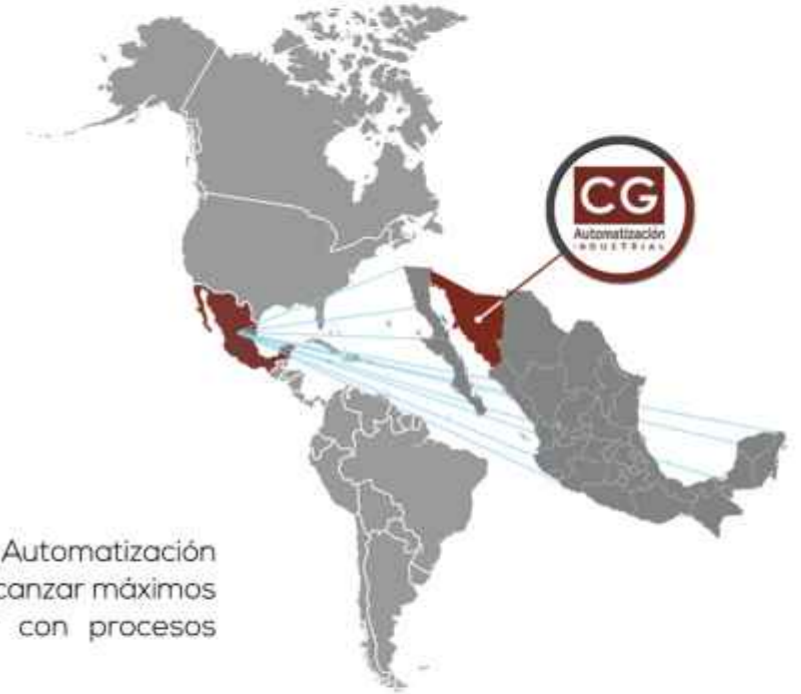 CG
Automatización
INDUSTRIAL
Automatización
canzar máximos
con procesos